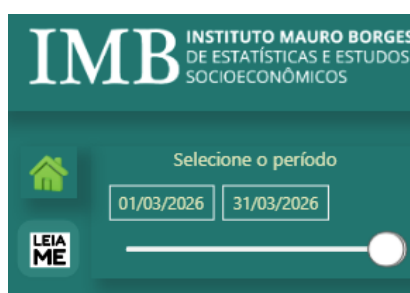 IMB
INSTITUTO MAURO BORGES
DE ESTATÍSTICAS E ESTUDOS
SOCIOECONÔMICOS
Selecione o período
01/03/2026 31/03/2026
LEIA
ME